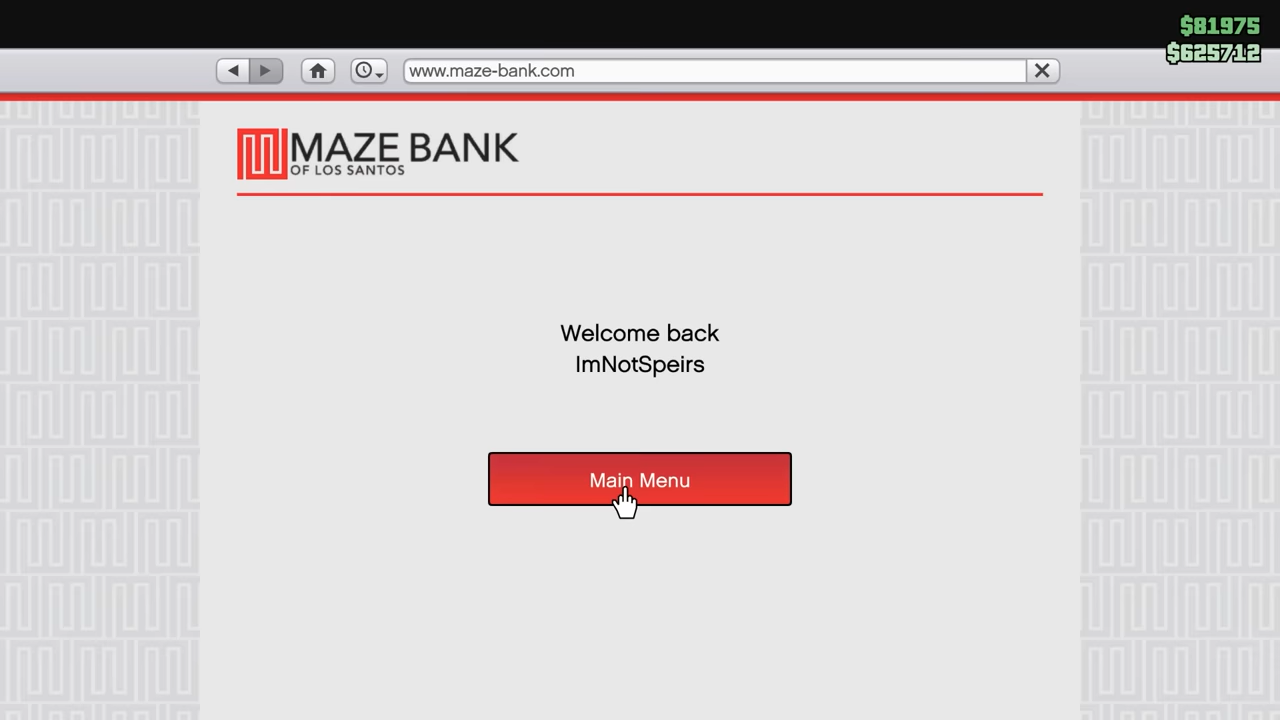 $81975
$625712
www.maze-bank.com
MAZE BANK
OF LOS SANTOS
Welcome back
ImNotSpeirs
Main Menu